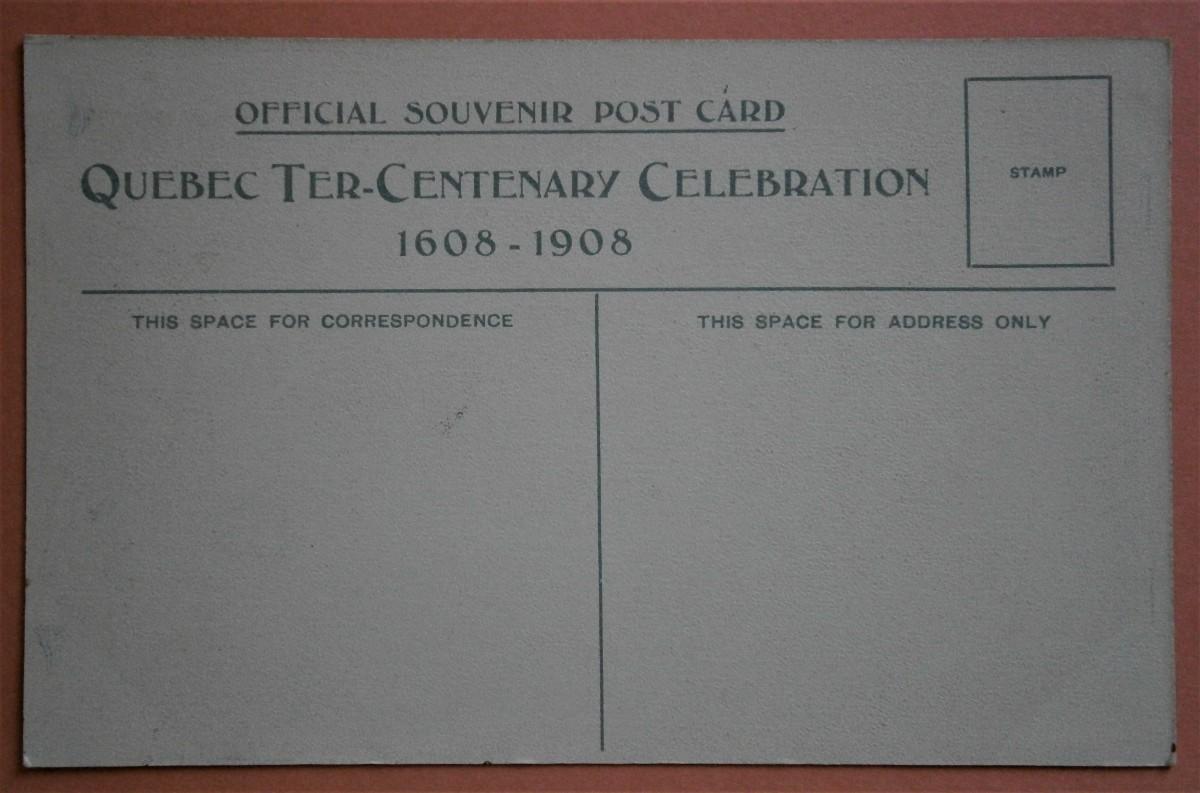 OFFICIAL SOUVENIR POST CARD
QUEBEC TER-CENTENARY CELEBRATION
1608 - 1908
STAMP
THIS SPACE FOR CORRESPONDENCE
THIS SPACE FOR ADDRESS ONLY